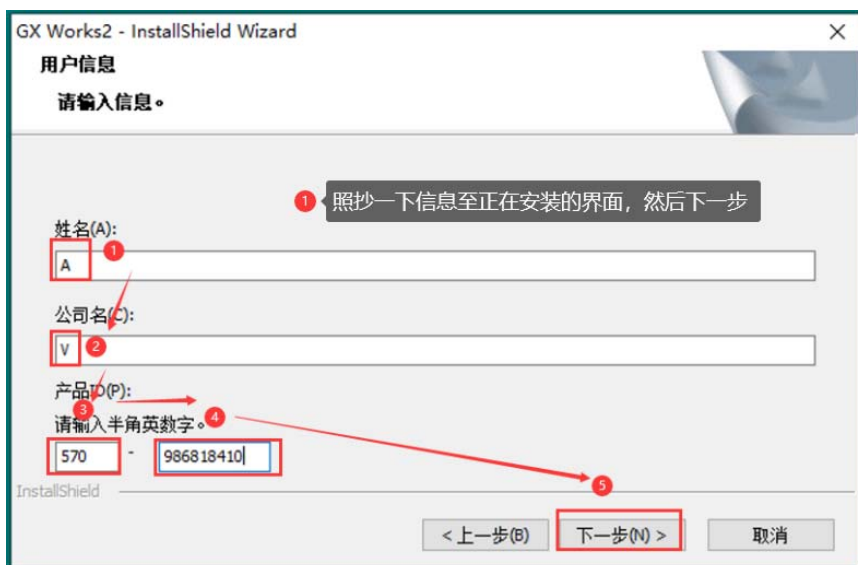 GX Works2 - InstallShield Wizard
用户信息
请输入信息。
1 照抄一下信息至正在安装的界面，然后下一步
姓名(A):
1
A
公司名(C):
V
2
产品ID(P):
3
4
请输入半角英数字。
570 - 986818410
5
InstallShield
< 上一步(B)
下一步(N) >
取消